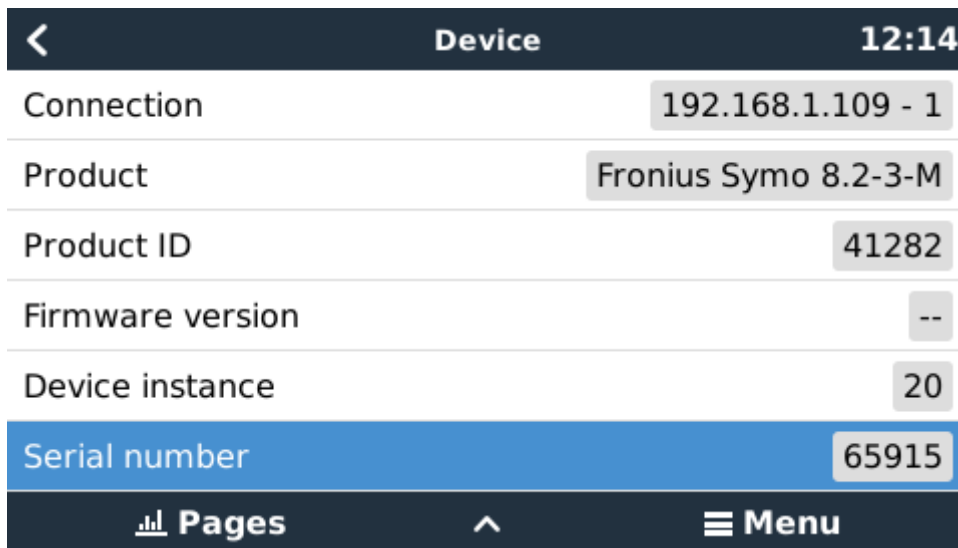 Device 12:14
Connection 192.168.1.109 - 1
Product Fronius Symo 8.2-3-M
Product ID 41282
Firmware version --
Device instance 20
Serial number 65915
Pages Menu